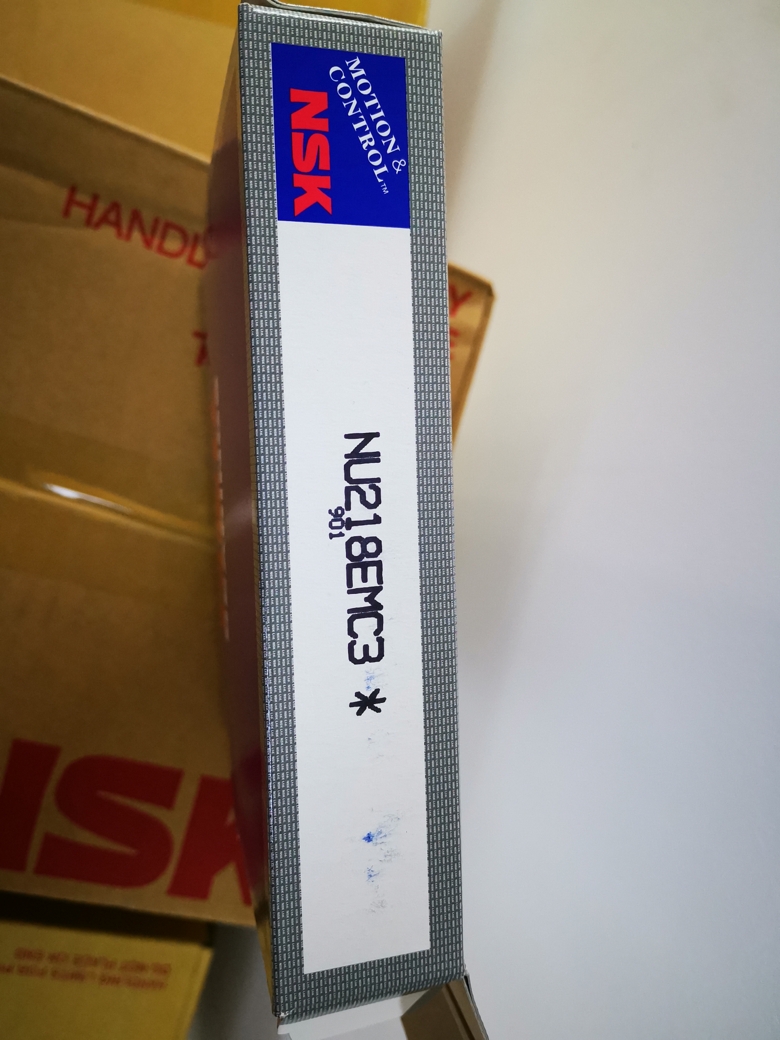 MOTION &
CONTROL™
NSK
NU218EMC3 *
901
HANDL
Y
T
E
NSK